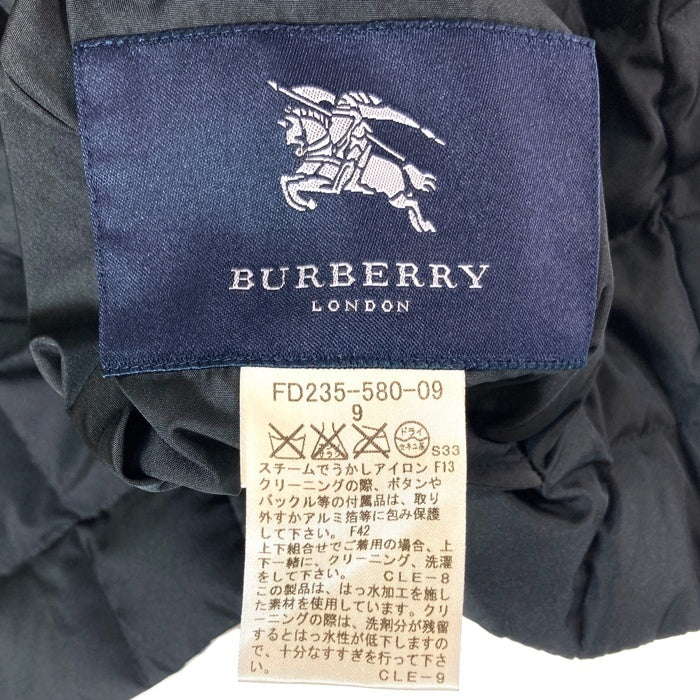 BURBERRY
LONDON
FD235-580-09
9
ドライ
セキユ系
S33
スチームでうかしアイロン F13
クリーニングの際、ボタンや
バックル等の付属品は、取り
外すかアルミ箔等に包み保護
して下さい。 F42
上下組合せでご着用の場合、上
下一緒に、クリーニング、洗濯
をして下さい。 CLE-8
この製品は、はっ水加工を施し
た素材を使用しています。クリ
ーニングの際は、洗剤分が残留
するとはっ水性が低下しますの
で、十分なすすぎを行って下さ
い。 CLE-9